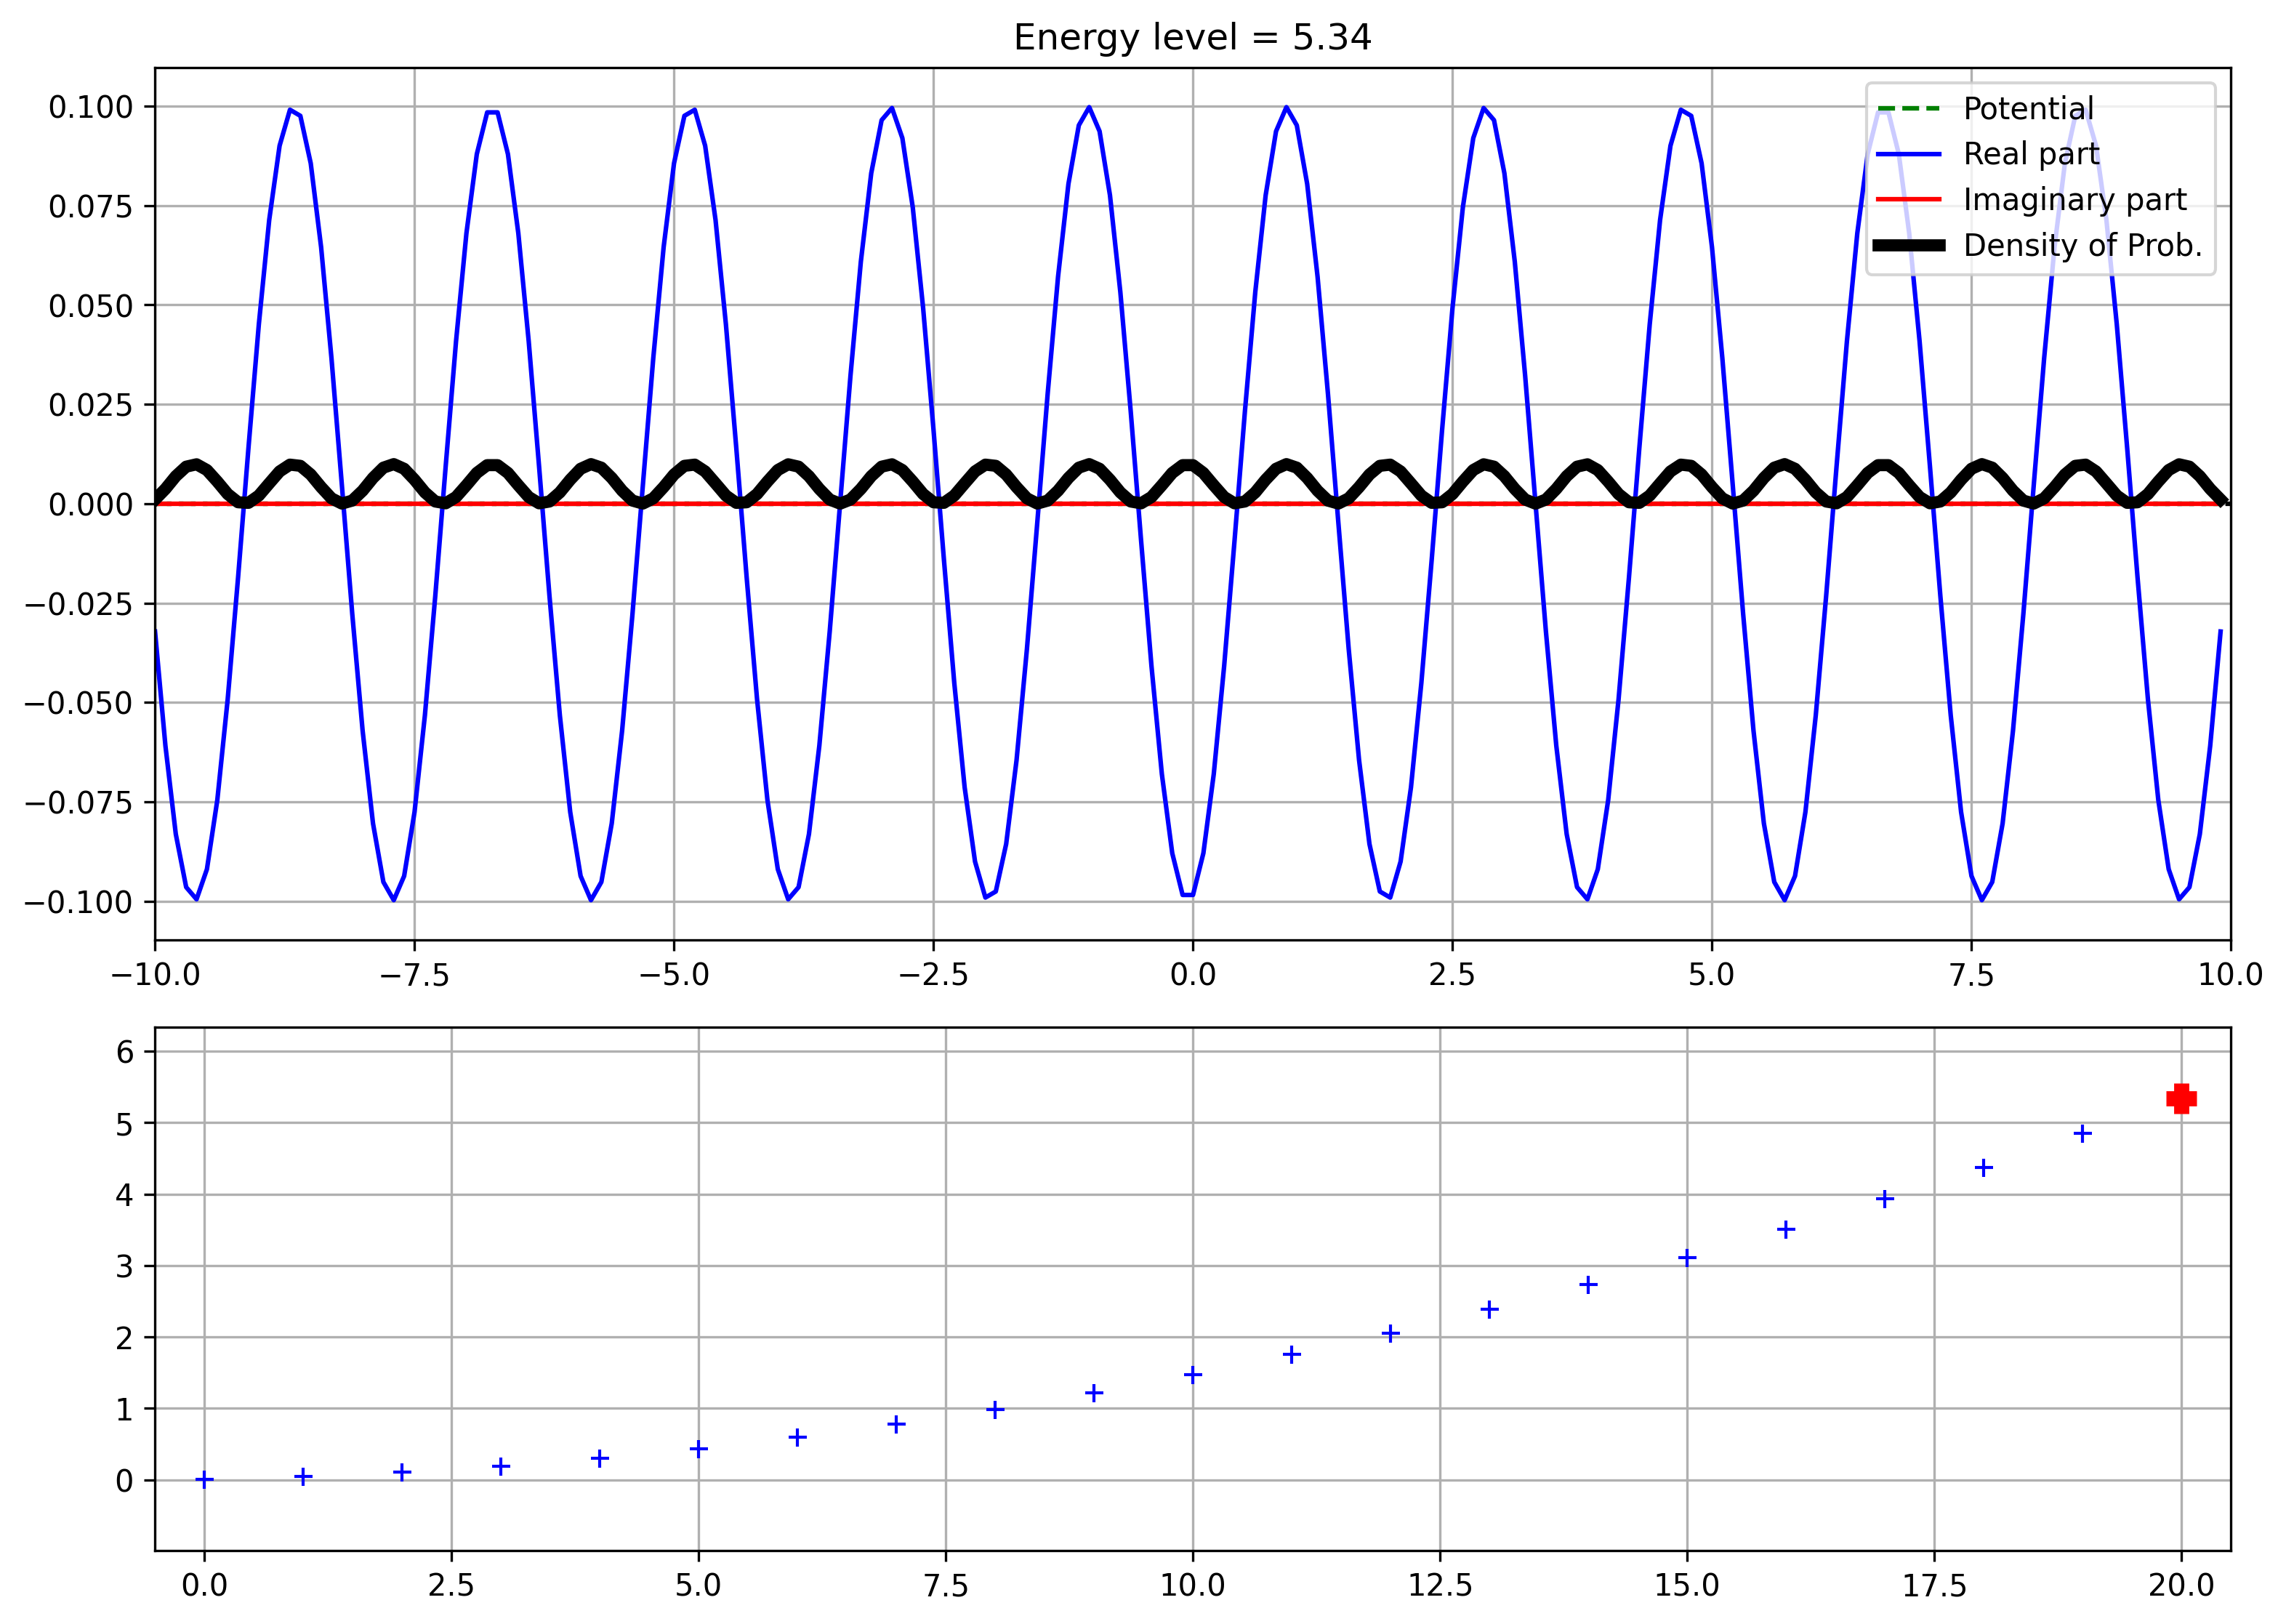 Energy level = 5.34
0.100
0.075
0.050
0.025
0.000
−0.025
−0.050
−0.075
−0.100
Potential
Real part
Imaginary part
Density of Prob.
−10.0 −7.5 −5.0 −2.5 0.0 2.5 5.0 7.5 10.0
6
5
4
3
2
1
0
0.0 2.5 5.0 7.5 10.0 12.5 15.0 17.5 20.0